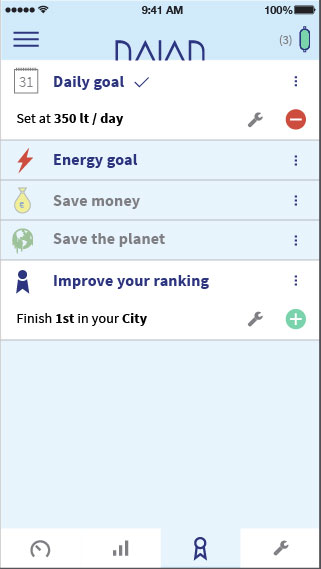 9:41 AM
100%
NAIAN
(3)
31
Daily goal
Set at 350 lt / day
Energy goal
€
Save money
Save the planet
Improve your ranking
Finish 1st in your City